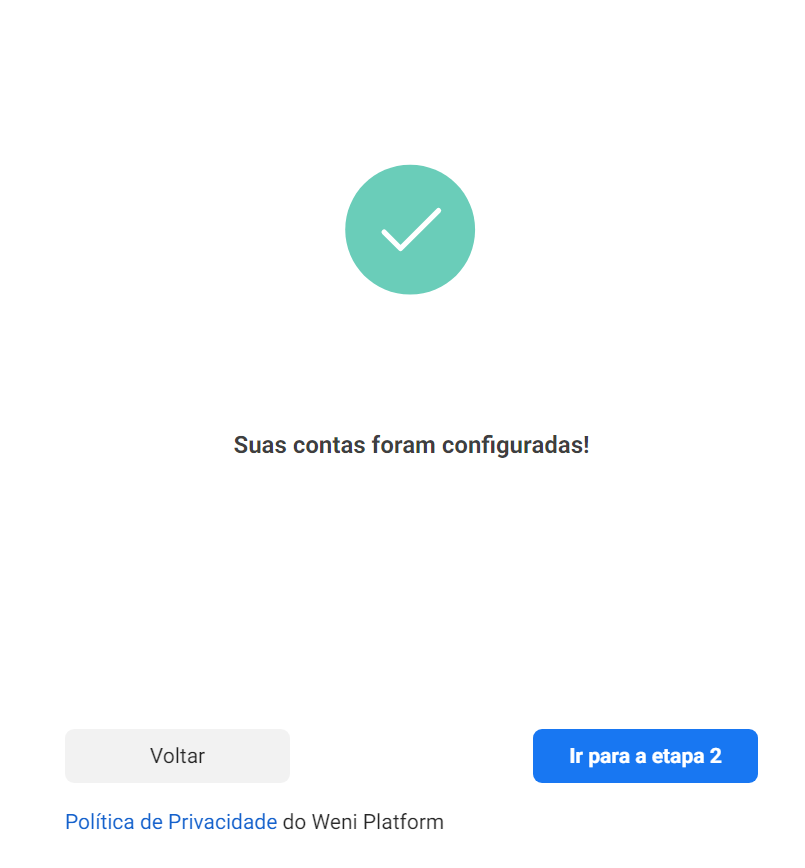 Suas contas foram configuradas!
Voltar
Ir para a etapa 2
Política de Privacidade do Weni Platform